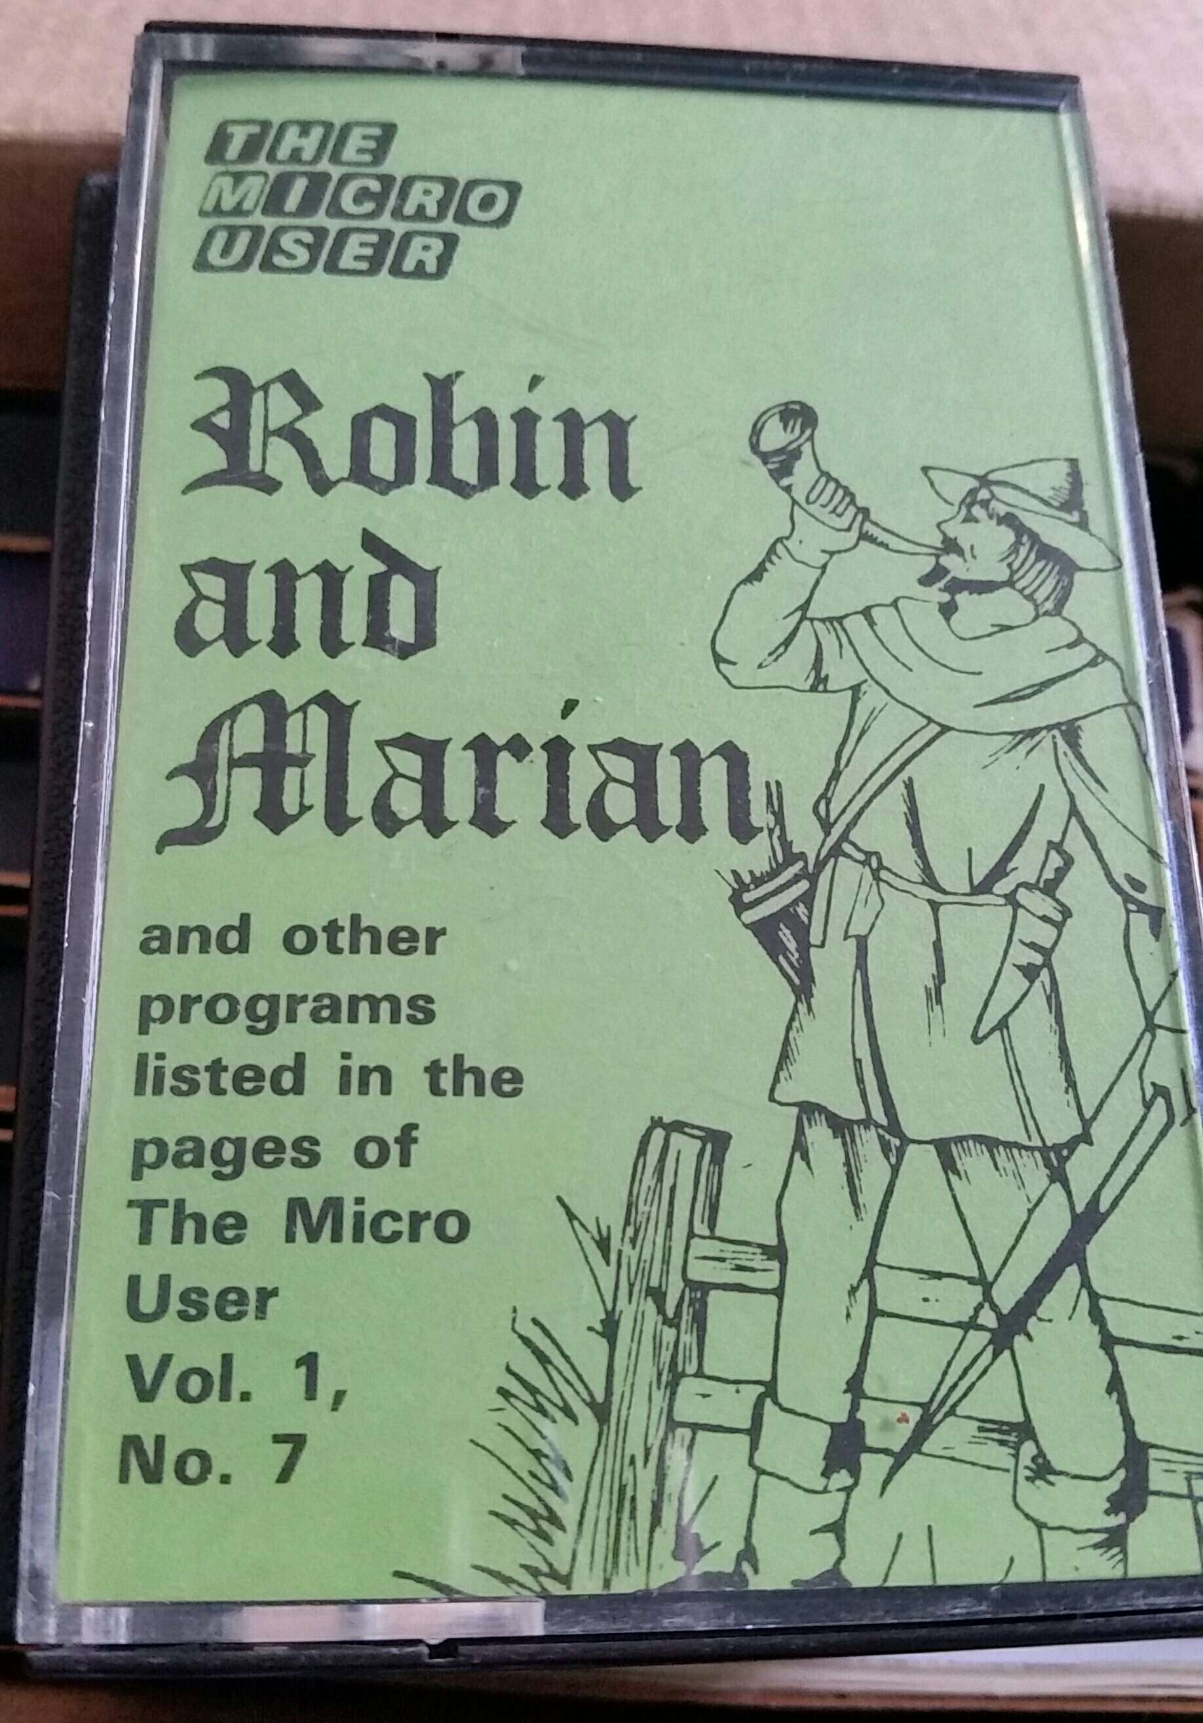 THE
MICRO
USER
Robin
and
Marian
and other
programs
listed in the
pages of
The Micro
User
Vol. 1,
No. 7